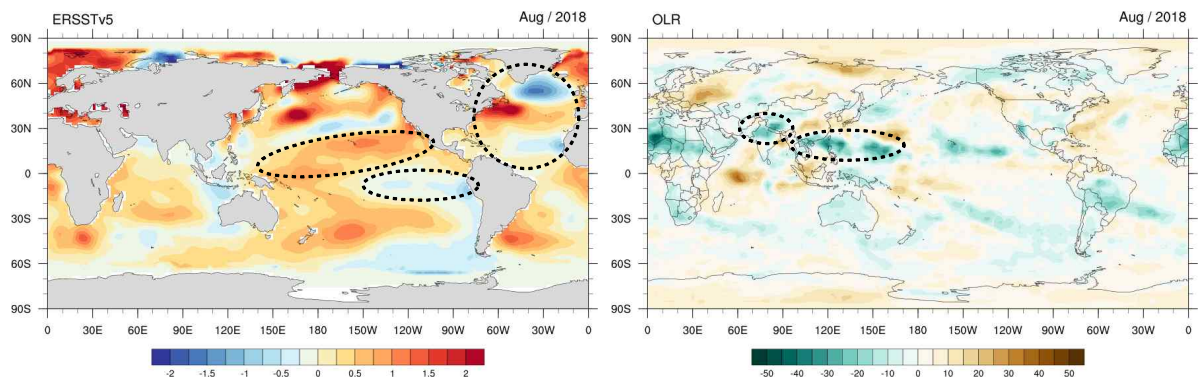 ERSSTv5 Aug / 2018
90N
60N
30N
0
30S
60S
90S
0 30E 60E 90E 120E 150E 180 150W 120W 90W 60W 30W 0
-2 -1.5 -1 -0.5 0 0.5 1 1.5 2
OLR Aug / 2018
90N
60N
30N
0
30S
60S
90S
0 30E 60E 90E 120E 150E 180 150W 120W 90W 60W 30W 0
-50 -40 -30 -20 -10 0 10 20 30 40 50